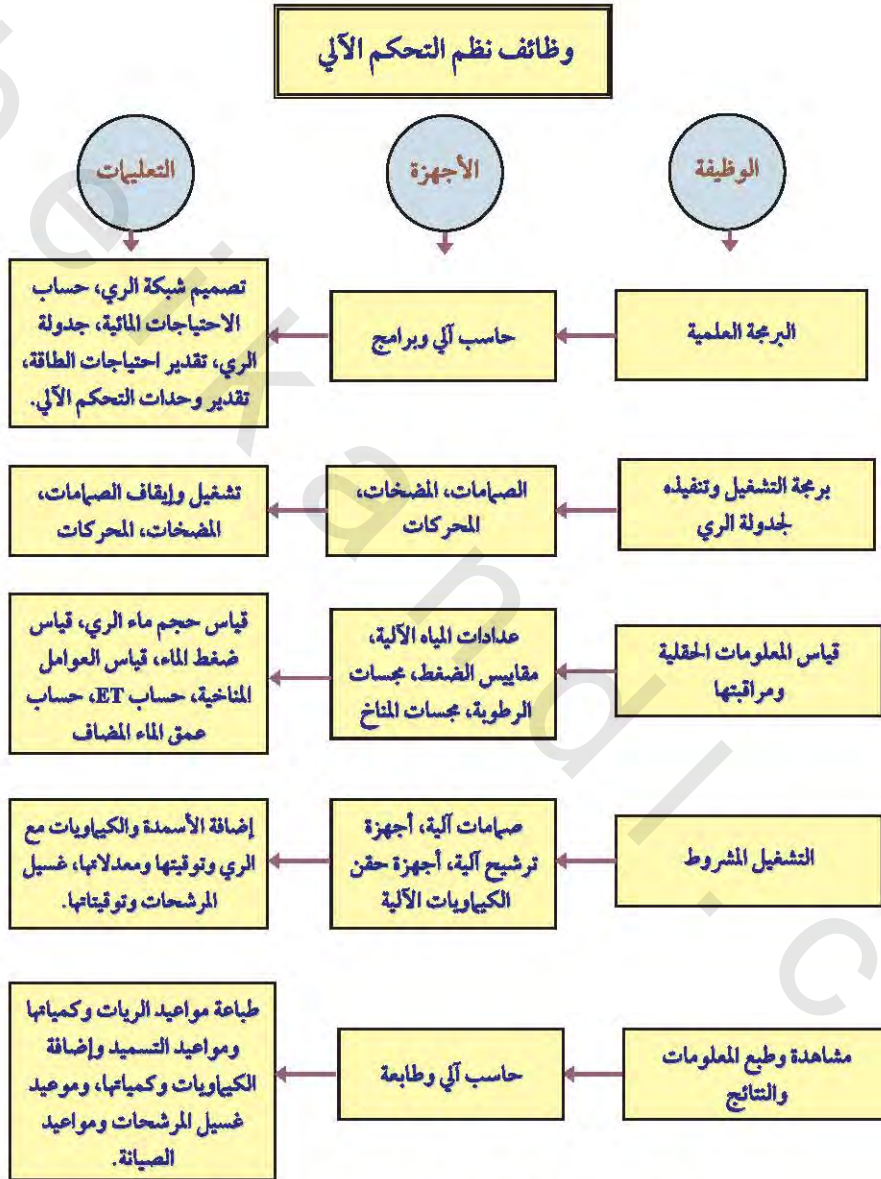 وظائف نظم التحكم الآلي
الوظيفة
الأجهزة
التعليمات
البرمجة العلمية
حاسب آلي وبرامج
تصميم شبكة الري، حساب
الاحتياجات المائية، جدولة
الري، تقدير احتياجات الطاقة،
تقدير وحدات التحكم الآلي.
برمجة التشغيل وتنفيذه
لجدولة الري
الصمامات، المضخات،
المحركات
تشغيل وإيقاف الصمامات،
المضخات، المحركات
قياس المعلومات الحقلية
ومراقبتها
عدادات المياه الآلية،
مقاييس الضغط، مجسات
الرطوبة، مجسات المناخ
قياس حجم ماء الري، قياس
ضغط الماء، قياس العوامل
المناخية، حساب ET، حساب
عمق الماء المضاف
التشغيل المشروط
صمامات آلية، أجهزة
ترشيح آلية، أجهزة حقن
الكيماويات الآلية
إضافة الأسمدة والكيماويات مع
الري وتوقيتها ومعدلاتها، غسيل
المرشحات وتوقيتاتها.
مشاهدة وطبع المعلومات
والنتائج
حاسب آلي وطابعة
طباعة مواعيد الريات وكمياتها
ومواعيد التسميد وإضافة
الكيماويات وكمياتها، وموعيد
غسيل المرشحات ومواعيد
الصيانة.